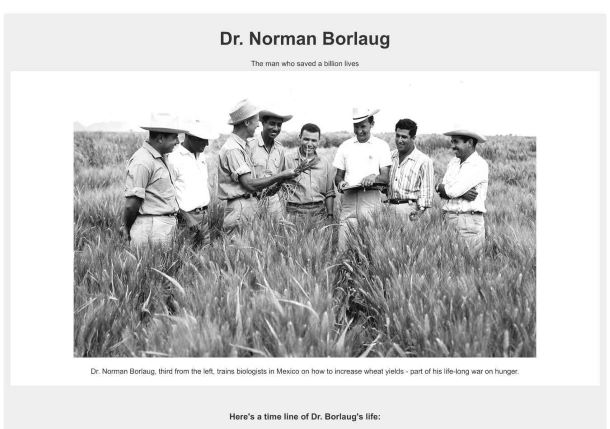 Dr. Norman Borlaug
The man who saved a billion lives
Dr. Norman Borlaug, third from the left, trains biologists in Mexico on how to increase wheat yields - part of his life-long war on hunger.
Here's a time line of Dr. Borlaug's life: